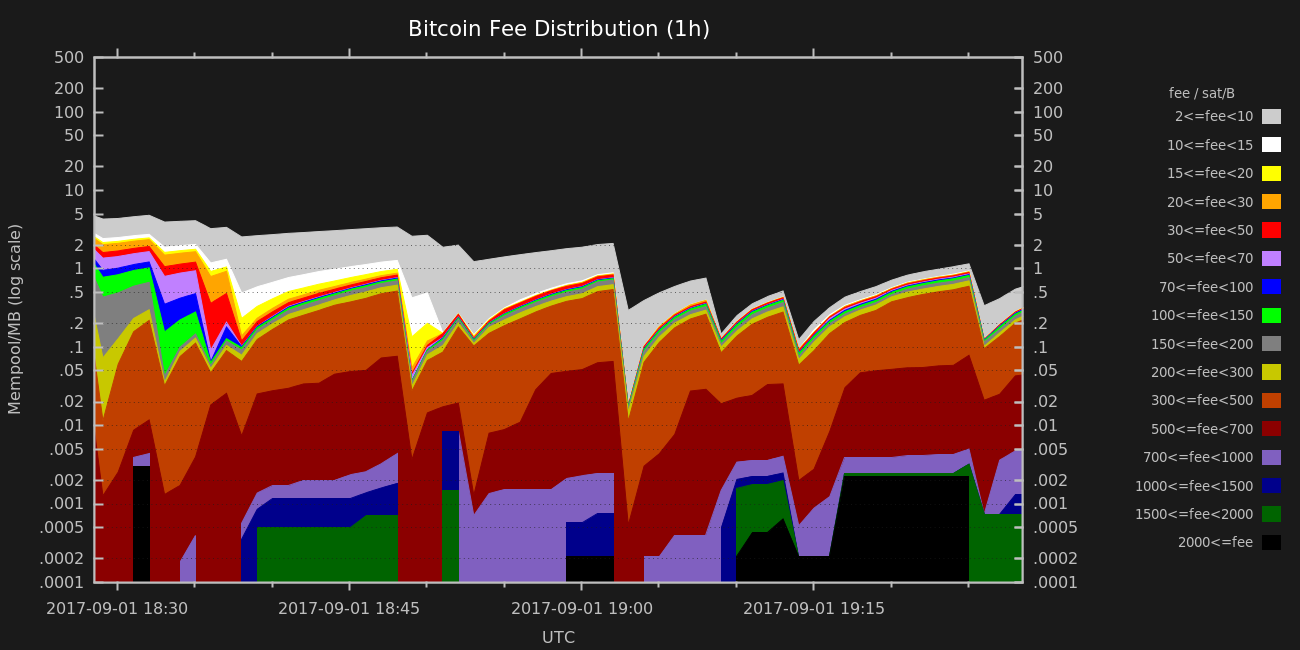 Bitcoin Fee Distribution (1h)
Mempool/MB (log scale)
500
200
100
50
20
10
5
2
1
.5
.2
.1
.05
.02
.01
.005
.002
.001
.0005
.0002
.0001
500
200
100
50
20
10
5
2
1
.5
.2
.1
.05
.02
.01
.005
.002
.001
.0005
.0002
.0001
2017-09-01 18:30
2017-09-01 18:45
2017-09-01 19:00
2017-09-01 19:15
UTC
fee / sat/B
2<=fee<10
10<=fee<15
15<=fee<20
20<=fee<30
30<=fee<50
50<=fee<70
70<=fee<100
100<=fee<150
150<=fee<200
200<=fee<300
300<=fee<500
500<=fee<700
700<=fee<1000
1000<=fee<1500
1500<=fee<2000
2000<=fee